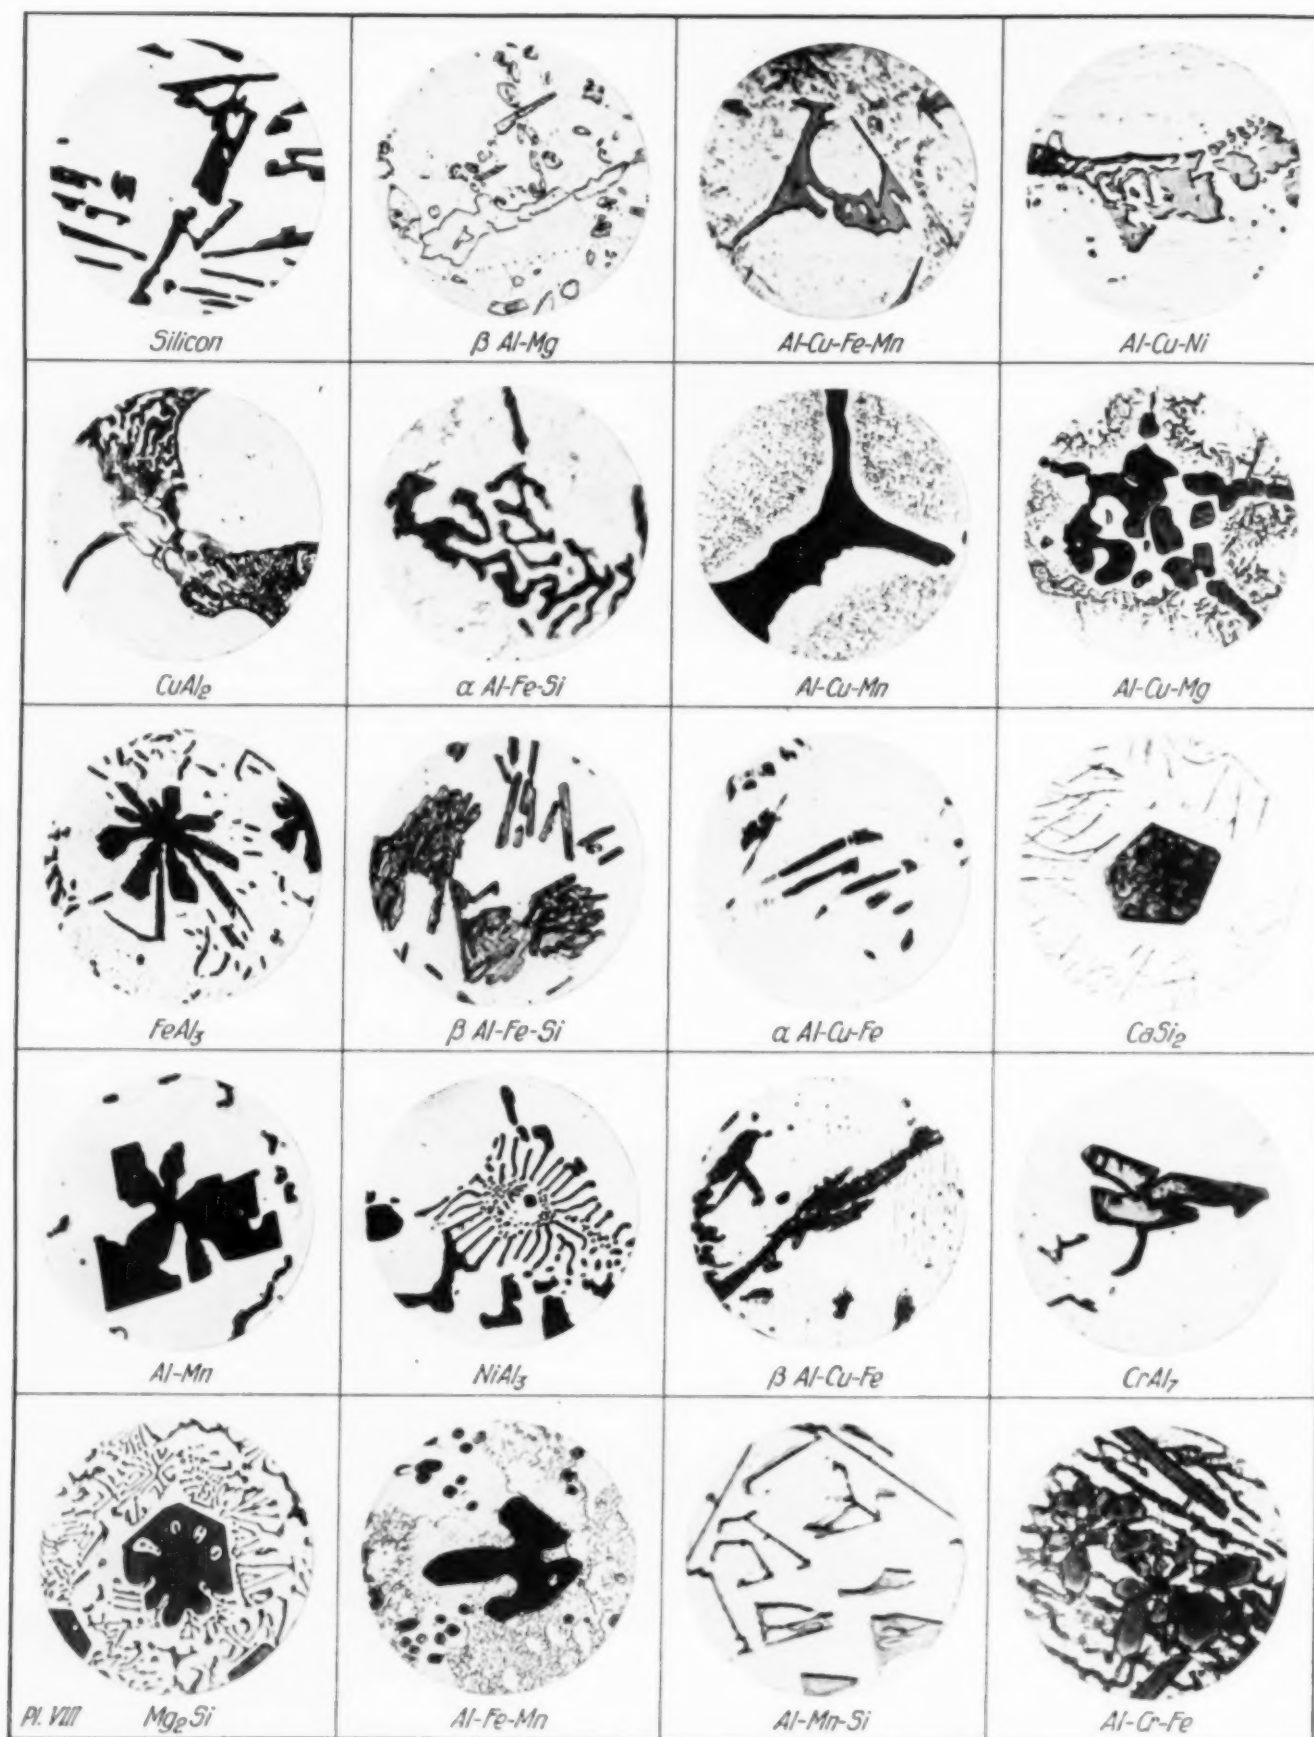 Silicon
β Al-Mg
Al-Cu-Fe-Mn
Al-Cu-Ni
CuAl₂
α Al-Fe-Si
Al-Cu-Mn
Al-Cu-Mg
FeAl₃
β Al-Fe-Si
α Al-Cu-Fe
CaSi₂
Al-Mn
NiAl₃
β Al-Cu-Fe
CrAl₇
Pl. VIII
Mg₂Si
Al-Fe-Mn
Al-Mn-Si
Al-Cr-Fe